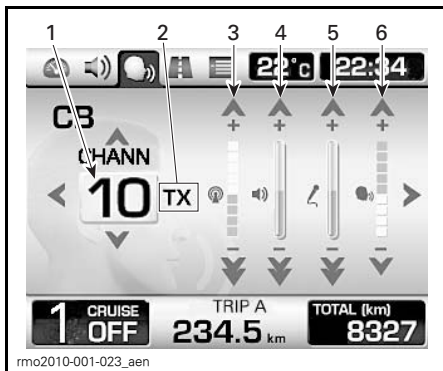 1 2 3 4 5 6
22°c 22:34
CB
CHANN
10 TX
+ + + +
- - - -
1 CRUISE OFF
TRIP A
234.5 km
TOTAL (km)
8327
rmo2010-001-023_aen